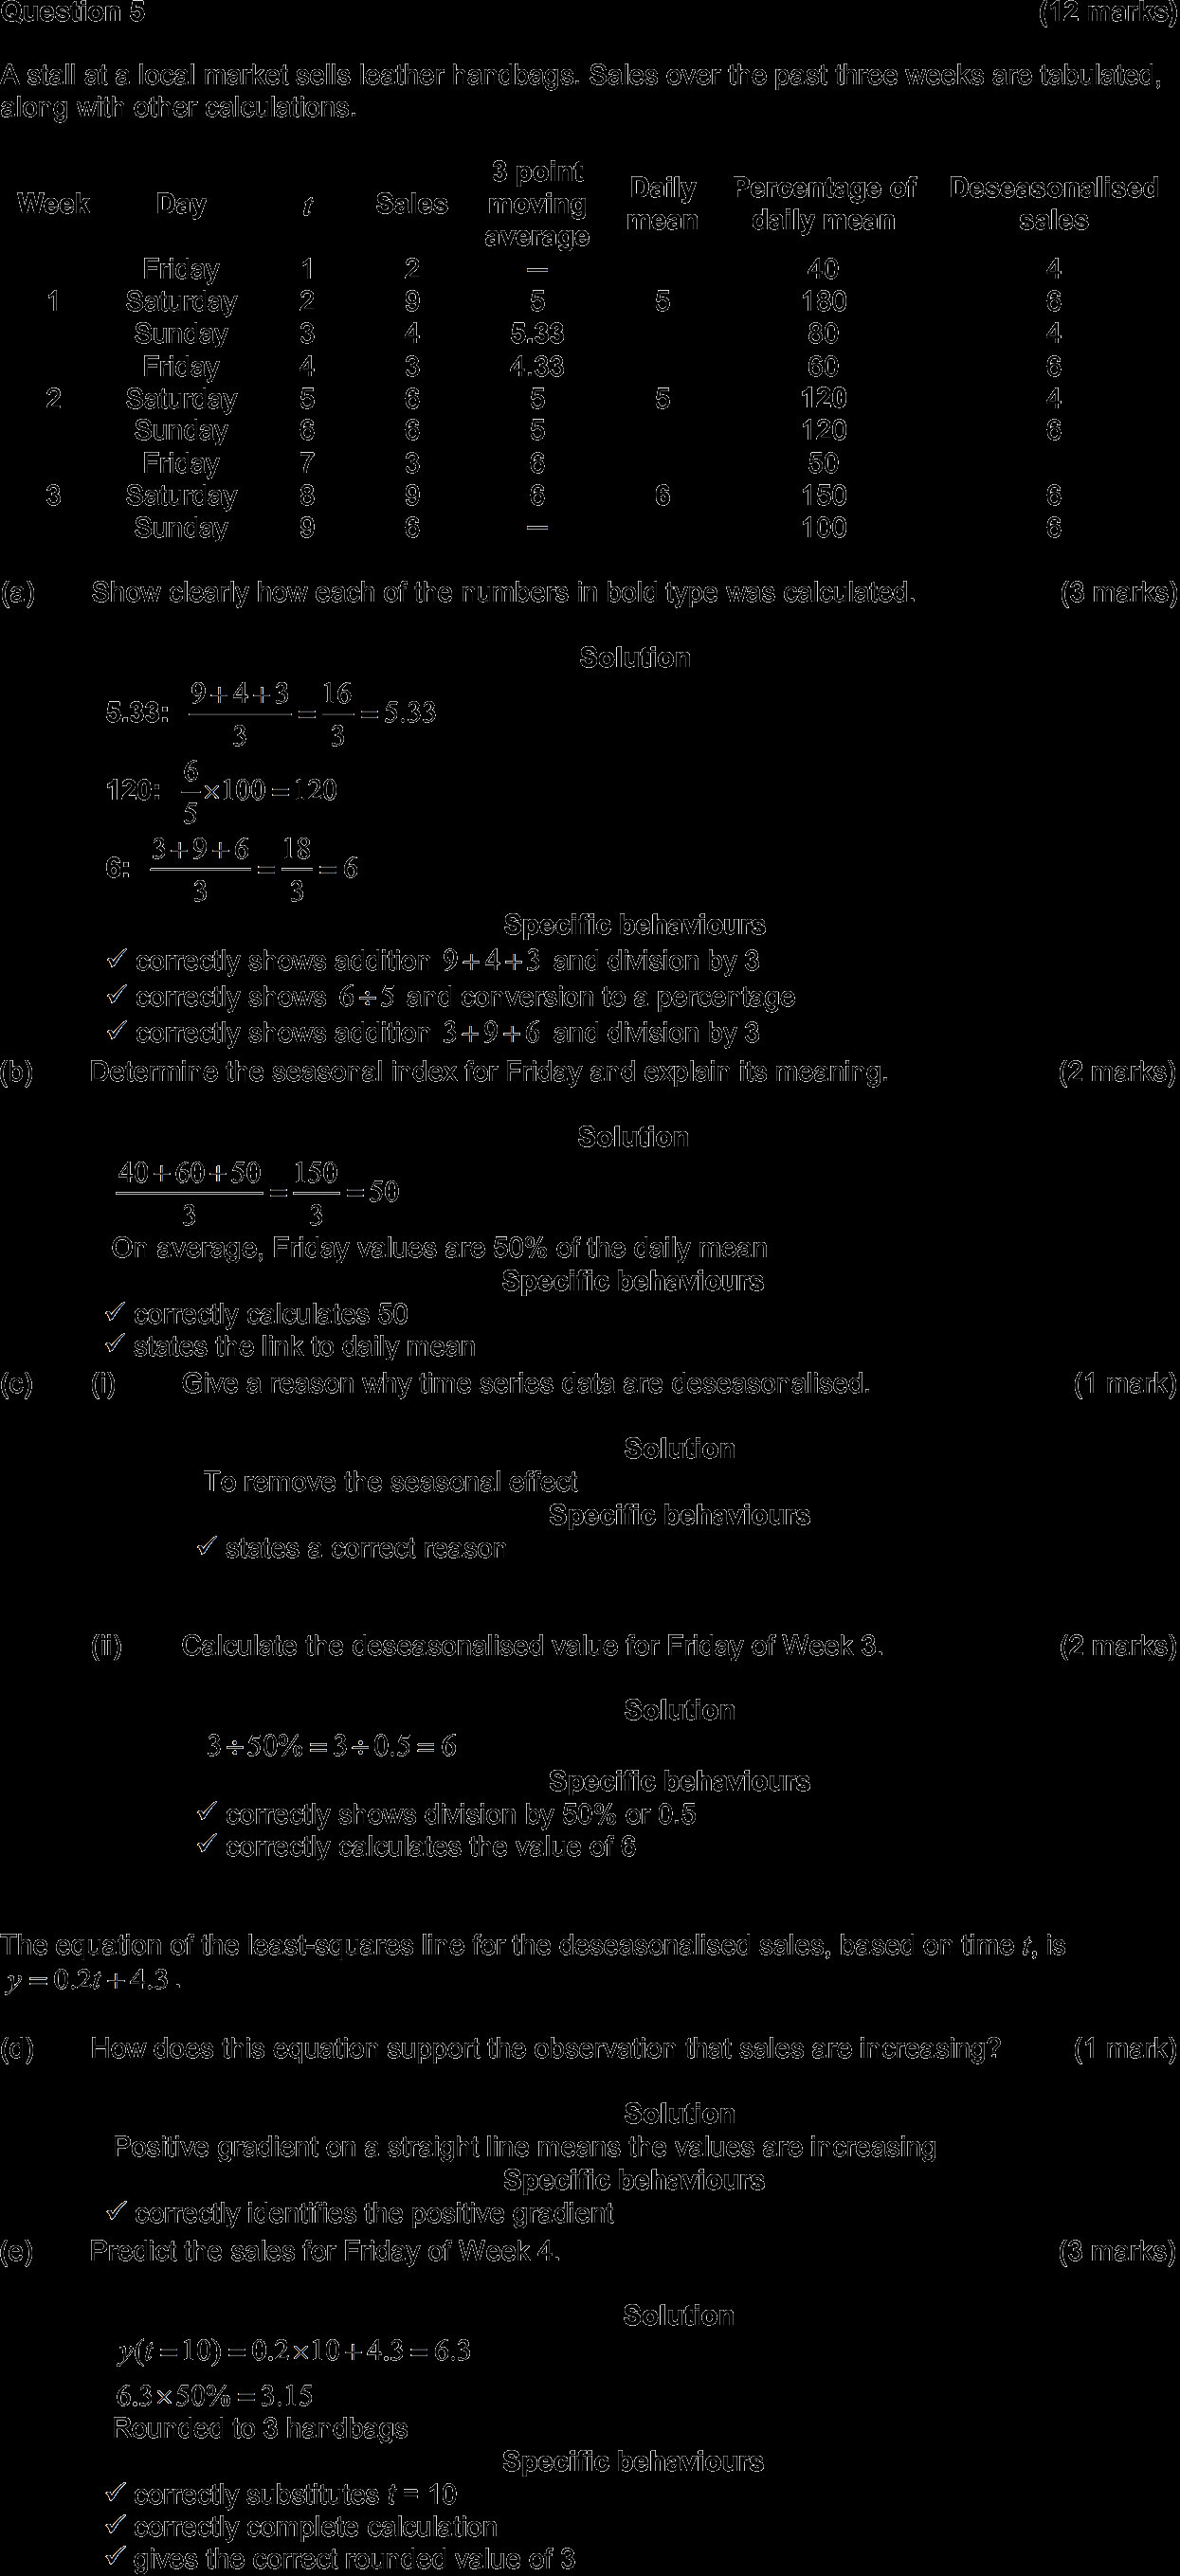 Question 5 (12 marks)
A stall at a local market sells leather handbags. Sales over the past three weeks are tabulated,
along with other calculations.
Week Day t Sales 3 point moving average Daily mean Percentage of daily mean Deseasonalised sales
Friday 1 2 — 40 4
1 Saturday 2 9 5 5 180 6
Sunday 3 4 5.33 80 4
Friday 4 3 4.33 60 6
2 Saturday 5 6 5 5 120 4
Sunday 6 6 5 120 6
Friday 7 3 6 50
3 Saturday 8 9 6 6 150 6
Sunday 9 6 — 100 6
(a) Show clearly how each of the numbers in bold type was calculated. (3 marks)
Solution
5.33: (9+4+3)/3 = 16/3 = 5.33
120: 6/5 × 100 = 120
6: (3+9+6)/3 = 18/3 = 6
Specific behaviours
✓ correctly shows addition 9+4+3 and division by 3
✓ correctly shows 6÷5 and conversion to a percentage
✓ correctly shows addition 3+9+6 and division by 3
(b) Determine the seasonal index for Friday and explain its meaning. (2 marks)
Solution
(40+60+50)/3 = 150/3 = 50
On average, Friday values are 50% of the daily mean
Specific behaviours
✓ correctly calculates 50
✓ states the link to daily mean
(c) (i) Give a reason why time series data are deseasonalised. (1 mark)
Solution
To remove the seasonal effect
Specific behaviours
✓ states a correct reason
(ii) Calculate the deseasonalised value for Friday of Week 3. (2 marks)
Solution
3÷50% = 3÷0.5 = 6
Specific behaviours
✓ correctly shows division by 50% or 0.5
✓ correctly calculates the value of 6
The equation of the least-squares line for the deseasonalised sales, based on time t, is
y = 0.2t + 4.3 .
(d) How does this equation support the observation that sales are increasing? (1 mark)
Solution
Positive gradient on a straight line means the values are increasing
Specific behaviours
✓ correctly identifies the positive gradient
(e) Predict the sales for Friday of Week 4. (3 marks)
Solution
y(t = 10) = 0.2×10 + 4.3 = 6.3
6.3×50% = 3.15
Rounded to 3 handbags
Specific behaviours
✓ correctly substitutes t = 10
✓ correctly complete calculation
✓ gives the correct rounded value of 3